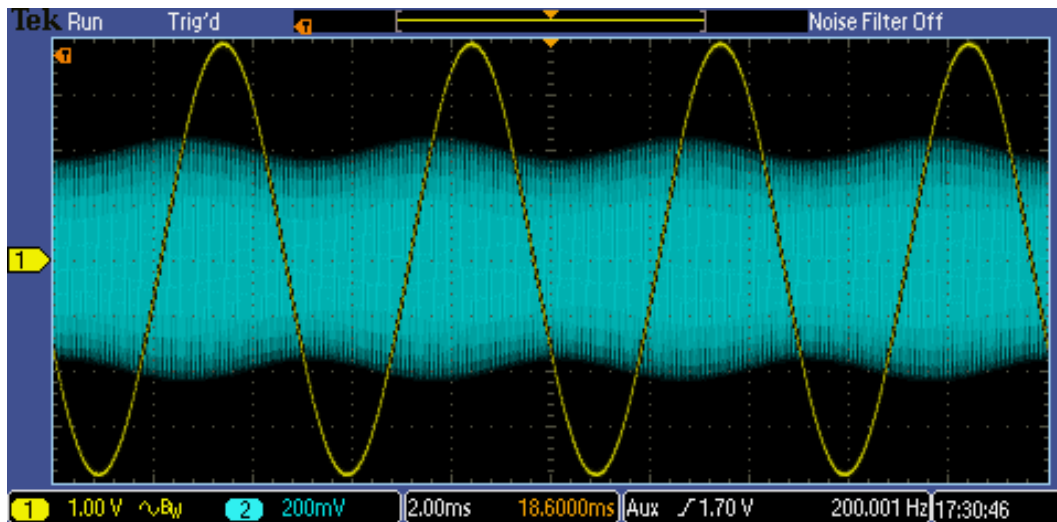 Tek Run Trig'd Noise Filter Off
T
T
1
1 1.00 V BW 2 200mV 2.00ms 18.6000ms Aux 1.70 V 200.001 Hz 17:30:46